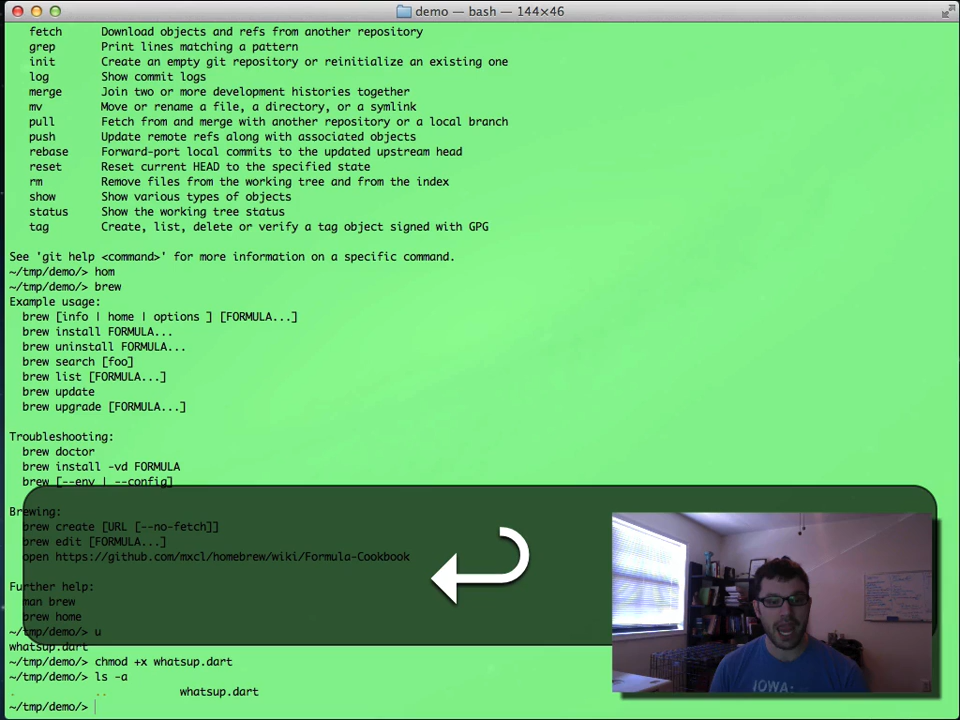 demo — bash — 144×46
fetch Download objects and refs from another repository
grep Print lines matching a pattern
init Create an empty git repository or reinitialize an existing one
log Show commit logs
merge Join two or more development histories together
mv Move or rename a file, a directory, or a symlink
pull Fetch from and merge with another repository or a local branch
push Update remote refs along with associated objects
rebase Forward-port local commits to the updated upstream head
reset Reset current HEAD to the specified state
rm Remove files from the working tree and from the index
show Show various types of objects
status Show the working tree status
tag Create, list, delete or verify a tag object signed with GPG
See 'git help <command>' for more information on a specific command.
~/tmp/demo/> hom
~/tmp/demo/> brew
Example usage:
brew [info | home | options ] [FORMULA...]
brew install FORMULA...
brew uninstall FORMULA...
brew search [foo]
brew list [FORMULA...]
brew update
brew upgrade [FORMULA...]
Troubleshooting:
brew doctor
brew install -vd FORMULA
brew [--env | --config]
Brewing:
brew create [URL [--no-fetch]]
brew edit [FORMULA...]
open https://github.com/mxcl/homebrew/wiki/Formula-Cookbook
Further help:
man brew
brew home
~/tmp/demo/> u
whatsup.dart
~/tmp/demo/> chmod +x whatsup.dart
~/tmp/demo/> ls -a
. .. whatsup.dart
~/tmp/demo/>
IOWA: